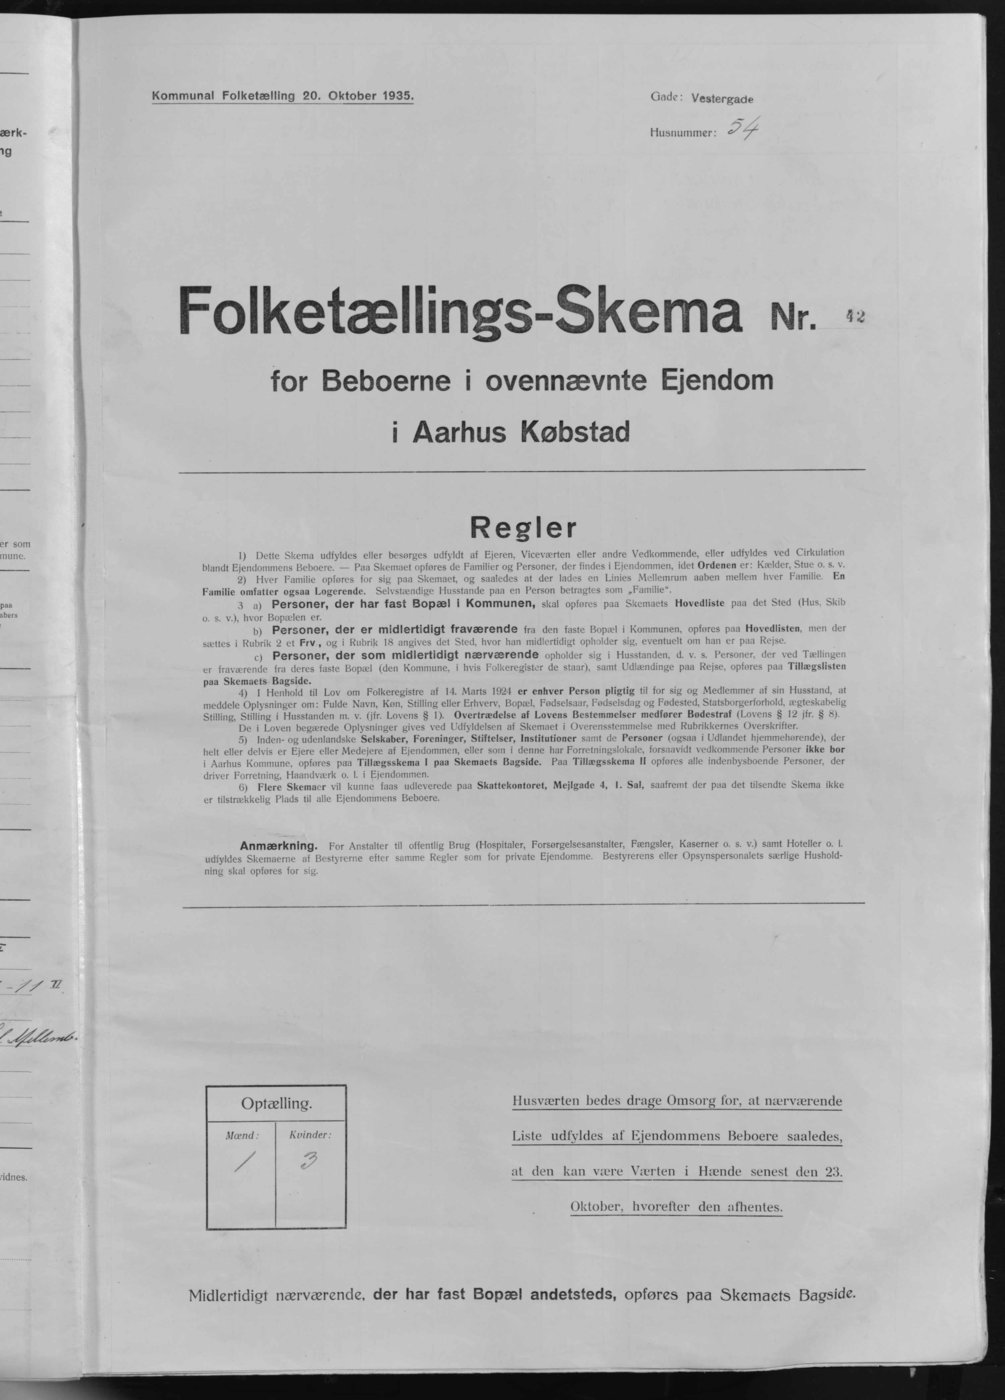 Kommunal Folketælling 20. Oktober 1935.
Gade: Vestergade
Husnummer: 54
Folketællings-Skema Nr. 42
for Beboerne i ovennævnte Ejendom
i Aarhus Købstad
Regler
1) Dette Skema udfyldes eller besørges udfyldt af Ejeren, Viceværten eller andre Vedkommende, eller udfyldes ved Cirkulation
blandt Ejendommens Beboere. — Paa Skemaet opføres de Familier og Personer, der findes i Ejendommen, idet Ordenen er: Kælder, Stue o. s. v.
2) Hver Familie opføres for sig paa Skemaet, og saaledes at der lades en Linies Mellemrum aaben mellem hver Familie. En
Familie omfatter ogsaa Logerende. Selvstændige Husstande paa en Person betragtes som „Familie“.
3 a) Personer, der har fast Bopæl i Kommunen, skal opføres paa Skemaets Hovedliste paa det Sted (Hus, Skib
o. s. v.), hvor Bopælen er.
b) Personer, der er midlertidigt fraværende fra den faste Bopæl i Kommunen, opføres paa Hovedlisten, men der
sættes i Rubrik 2 et Frv., og i Rubrik 18 angives det Sted, hvor han midlertidigt opholder sig, eventuelt om han er paa Rejse.
c) Personer, der som midlertidigt nærværende opholder sig i Husstanden, d. v. s. Personer, der ved Tællingen
er fraværende fra deres faste Bopæl (den Kommune, i hvis Folkeregister de staar), samt Udlændinge paa Rejse, opføres paa Tillægslisten
paa Skemaets Bagside.
4) I Henhold til Lov om Folkeregistre af 14. Marts 1924 er enhver Person pligtig til for sig og Medlemmer af sin Husstand, at
meddele Oplysninger om: Fulde Navn, Køn, Stilling eller Erhverv, Bopæl, Fødselsaar, Fødselsdag og Fødested, Statsborgerforhold, ægteskabelig
Stilling, Stilling i Husstanden m. v. (jfr. Lovens § 1). Overtrædelse af Lovens Bestemmelser medfører Bødestraf (Lovens § 12 jfr. § 8).
De i Loven begærede Oplysninger gives ved Udfyldelsen af Skemaet i Overensstemmelse med Rubrikkernes Overskrifter.
5) Inden- og udenlandske Selskaber, Foreninger, Stiftelser, Institutioner samt de Personer (ogsaa i Udlandet hjemmehørende), der
helt eller delvis er Ejere eller Medejere af Ejendommen, eller som i denne har Forretningslokale, forsaavidt vedkommende Personer ikke bor
i Aarhus Kommune, opføres paa Tillægsskema I paa Skemaets Bagside. Paa Tillægsskema II opføres alle indenbysboende Personer, der
driver Forretning, Haandværk o. l. i Ejendommen.
6) Flere Skemaer vil kunne faas udleverede paa Skattekontoret, Mejlgade 4, 1. Sal, saafremt der paa det tilsendte Skema ikke
er tilstrækkelig Plads til alle Ejendommens Beboere.
Anmærkning. For Anstalter til offentlig Brug (Hospitaler, Forsørgelsesanstalter, Fængsler, Kaserner o. s. v.) samt Hoteller o. l.
udfyldes Skemaerne af Bestyrerne efter samme Regler som for private Ejendomme. Bestyrerens eller Opsynspersonalets særlige Hushold-
ning skal opføres for sig.
Optælling.
Mænd: Kvinder:
1 3
Husværten bedes drage Omsorg for, at nærværende
Liste udfyldes af Ejendommens Beboere saaledes,
at den kan være Værten i Hænde senest den 23.
Oktober, hvorefter den afhentes.
Midlertidigt nærværende, der har fast Bopæl andetsteds, opføres paa Skemaets Bagside.